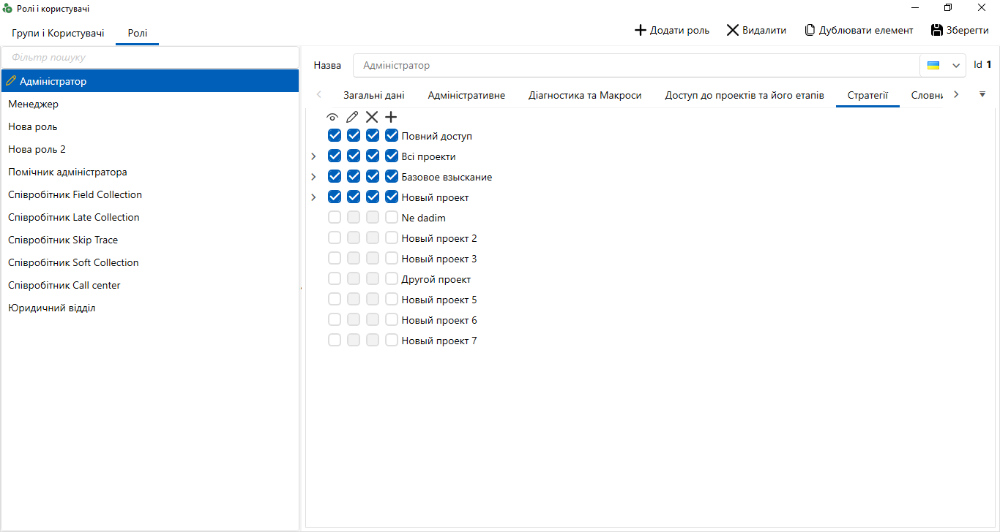 Ролі і користувачі
Групи і Користувачі Ролі
Додати роль Видалити Дублювати елемент Зберегти
Фільтр пошуку
Адміністратор
Менеджер
Нова роль
Нова роль 2
Помічник адміністратора
Співробітник Field Collection
Співробітник Late Collection
Співробітник Skip Trace
Співробітник Soft Collection
Співробітник Call center
Юридичний відділ
Назва Адміністратор Id 1
Загальні дані Адміністративне Діагностика та Макроси Доступ до проектів та його етапів Стратегії Словни
Повний доступ
Всі проекти
Базовое взыскание
Новый проект
Ne dadim
Новый проект 2
Новый проект 3
Другой проект
Новый проект 5
Новый проект 6
Новый проект 7